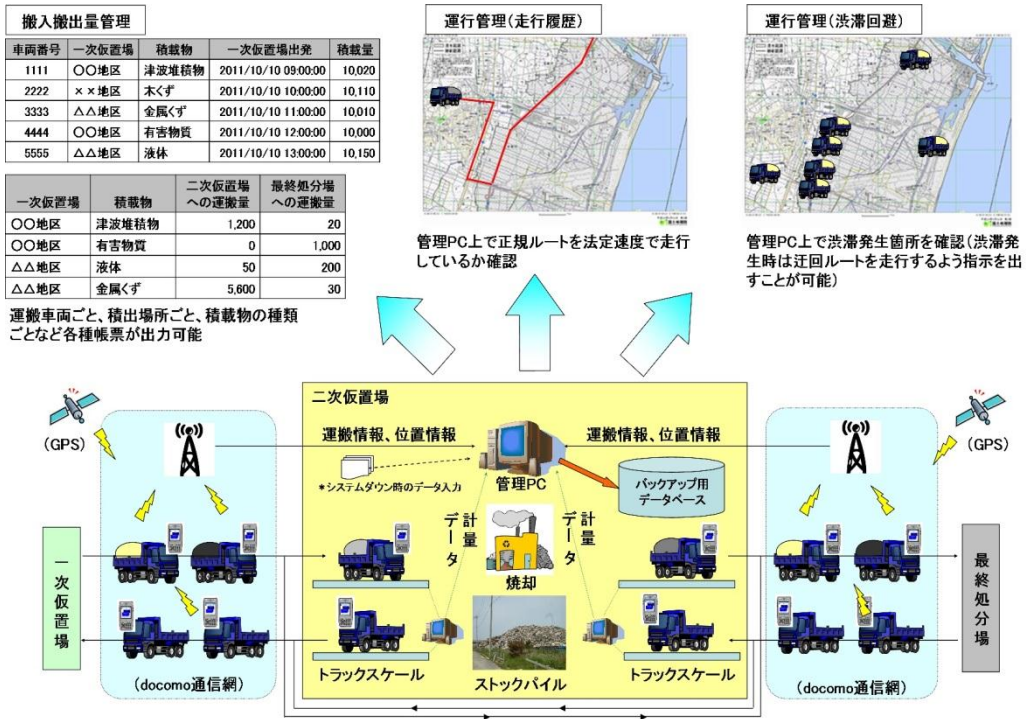 搬入搬出量管理
車両番号 一次仮置場 積載物 一次仮置場出発 積載量
1111 〇〇地区 津波堆積物 2011/10/10 09:00:00 10,020
2222 ××地区 木くず 2011/10/10 10:00:00 10,110
3333 △△地区 金属くず 2011/10/10 11:00:00 10,010
4444 〇〇地区 有害物質 2011/10/10 12:00:00 10,000
5555 △△地区 液体 2011/10/10 13:00:00 10,150
一次仮置場 積載物 二次仮置場への運搬量 最終処分場への運搬量
〇〇地区 津波堆積物 1,200 20
〇〇地区 有害物質 0 1,000
△△地区 液体 50 200
△△地区 金属くず 5,600 30
運搬車両ごと、積出場所ごと、積載物の種類
ごとなど各種帳票が出力可能
運行管理(走行履歴)
管理PC上で正規ルートを法定速度で走行
しているか確認
運行管理(渋滞回避)
管理PC上で渋滞発生箇所を確認(渋滞発
生時は迂回ルートを走行するよう指示を出
すことが可能)
(GPS)
一次仮置場
(docomo通信網)
二次仮置場
運搬情報、位置情報
運搬情報、位置情報
*システムダウン時のデータ入力
管理PC
バックアップ用
データベース
計量
データ
計量
データ
焼却
トラックスケール
ストックパイル
トラックスケール
(GPS)
最終処分場
(docomo通信網)